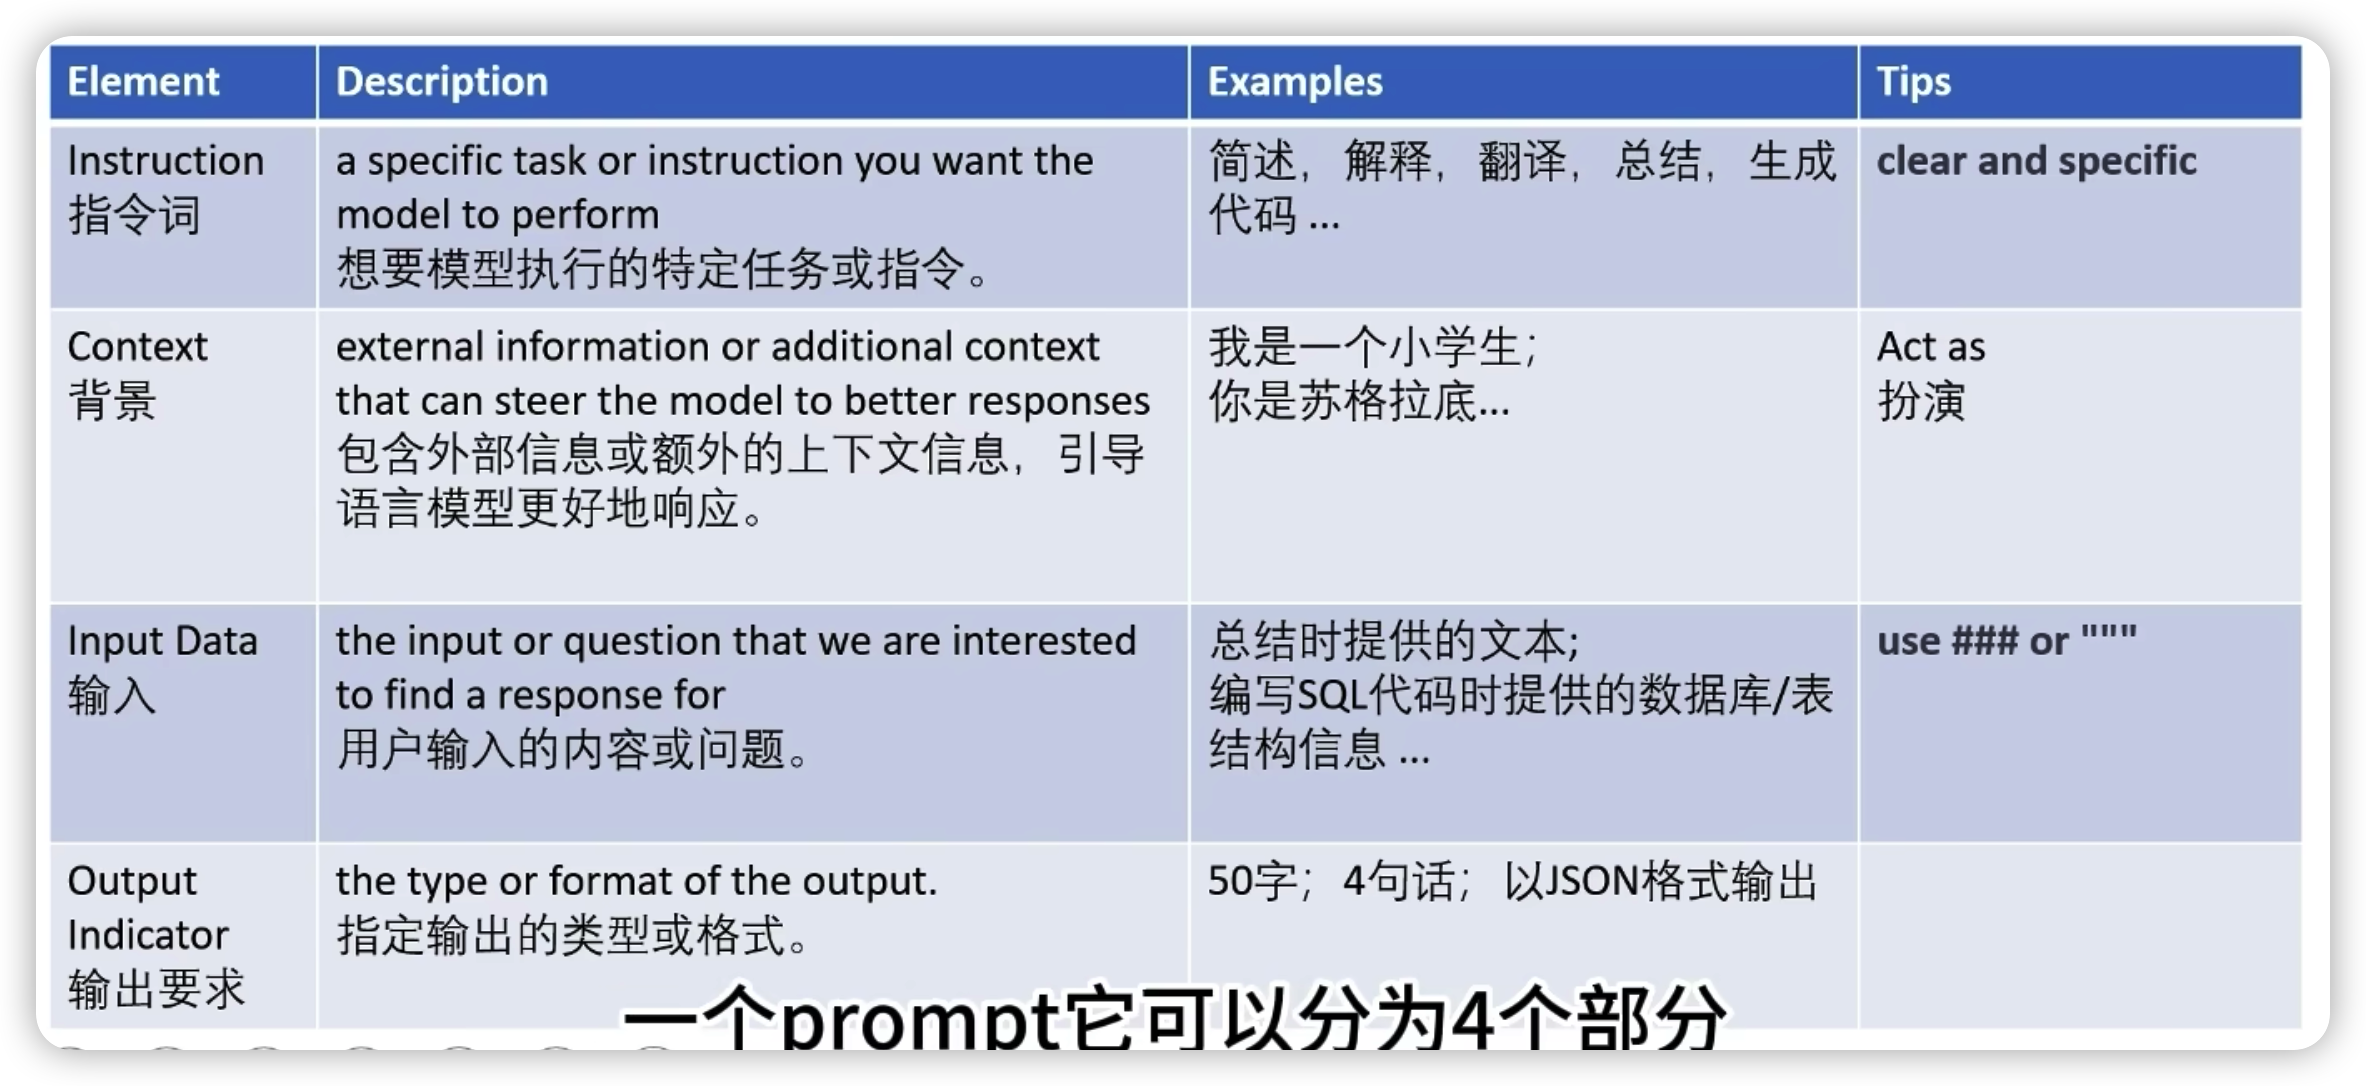 Element
Description
Examples
Tips
Instruction
指令词
a specific task or instruction you want the
model to perform
想要模型执行的特定任务或指令。
简述，解释，翻译，总结，生成
代码 ...
clear and specific
Context
背景
external information or additional context
that can steer the model to better responses
包含外部信息或额外的上下文信息，引导
语言模型更好地响应。
我是一个小学生；
你是苏格拉底...
Act as
扮演
Input Data
输入
the input or question that we are interested
to find a response for
用户输入的内容或问题。
总结时提供的文本;
编写SQL代码时提供的数据库/表
结构信息 ...
use ### or """
Output
Indicator
输出要求
the type or format of the output.
指定输出的类型或格式。
50字；4句话；以JSON格式输出
一个prompt它可以分为4个部分